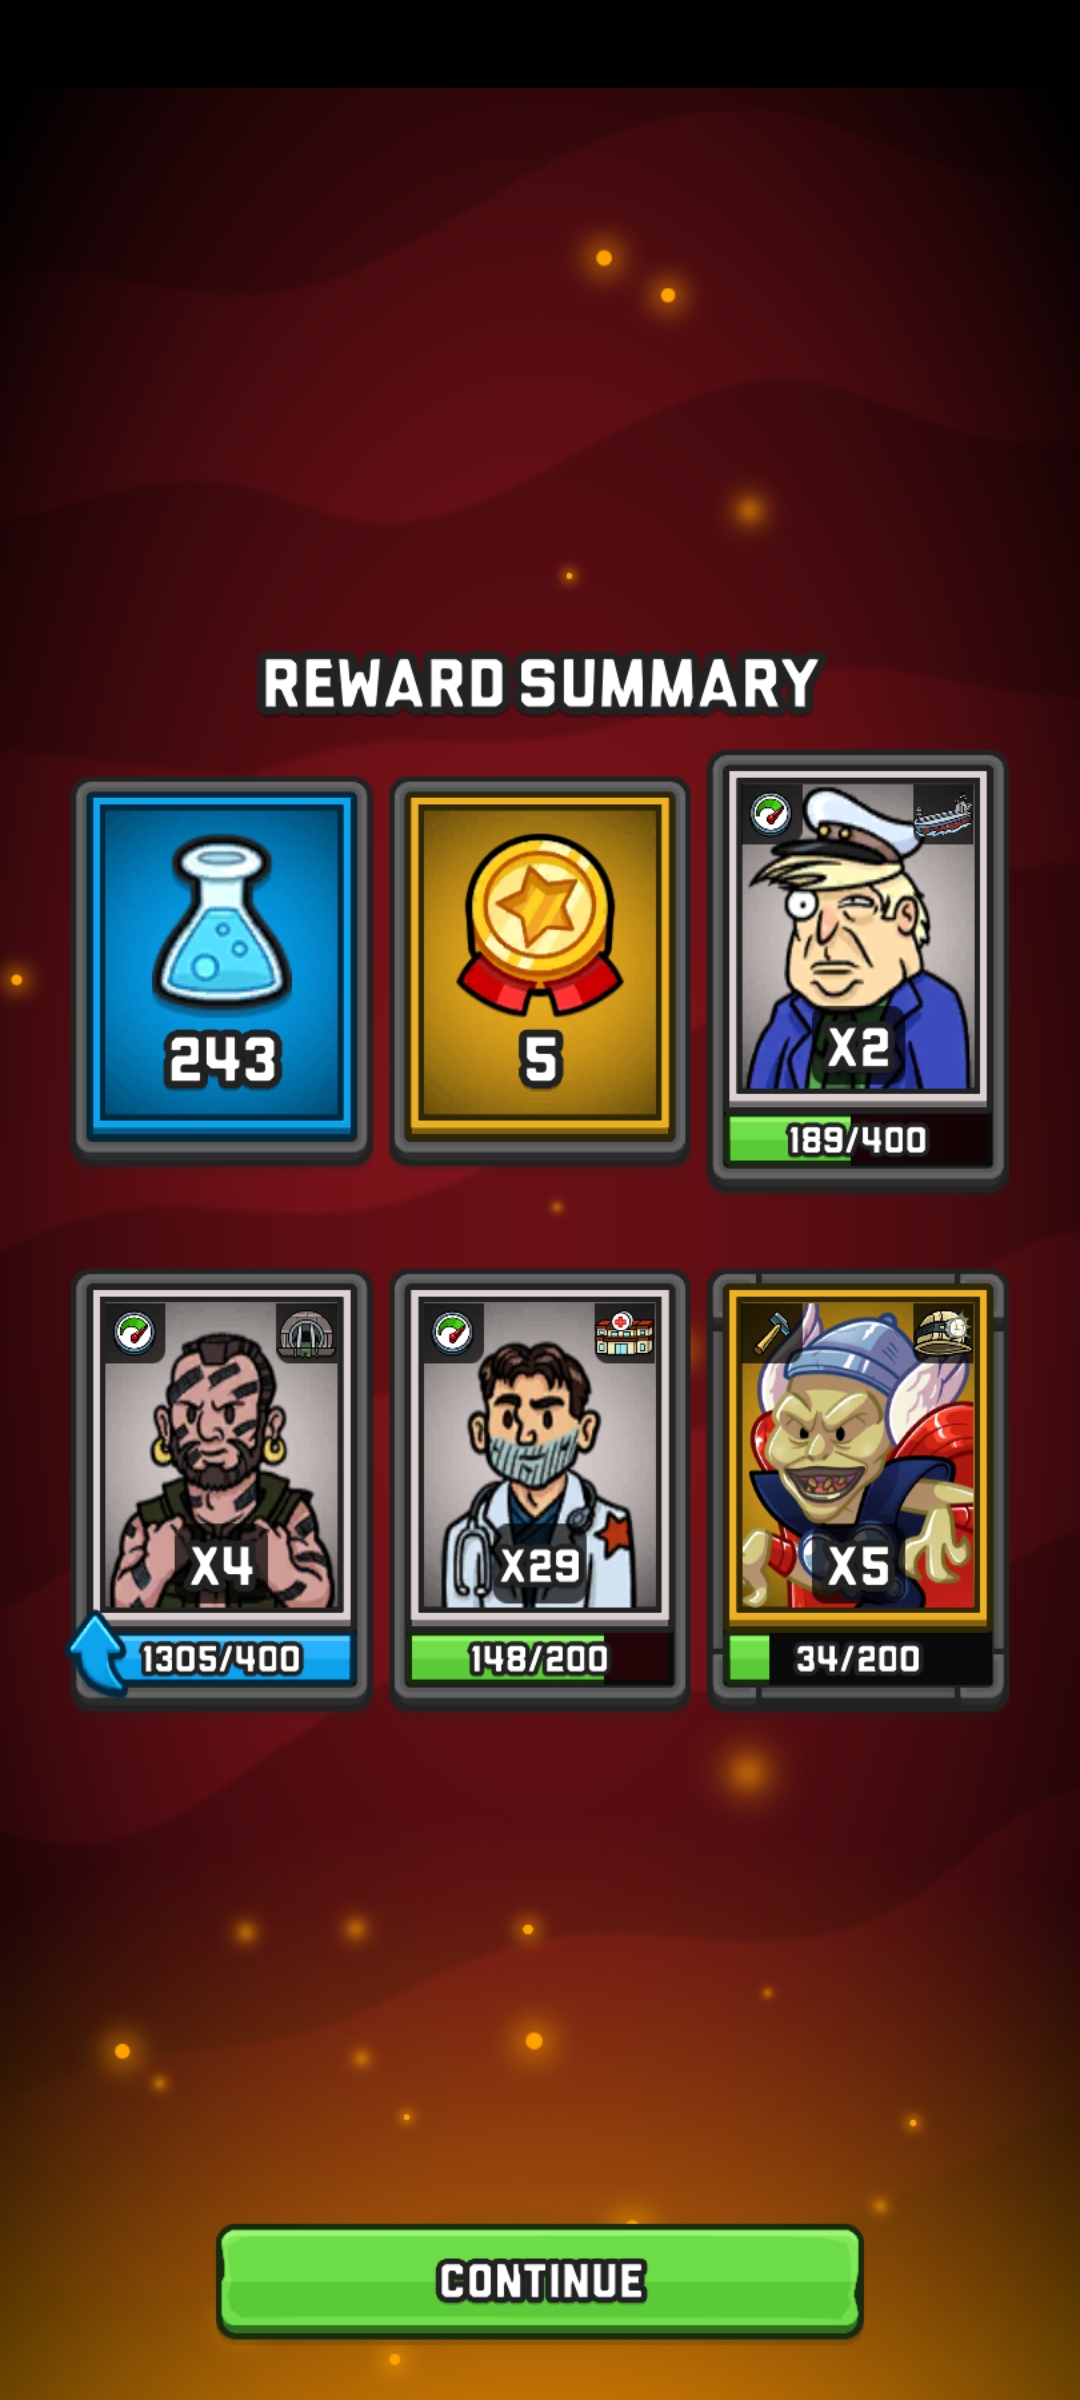 REWARD SUMMARY
243
5
X2
189/400
X4
1305/400
X29
148/200
X5
34/200
CONTINUE